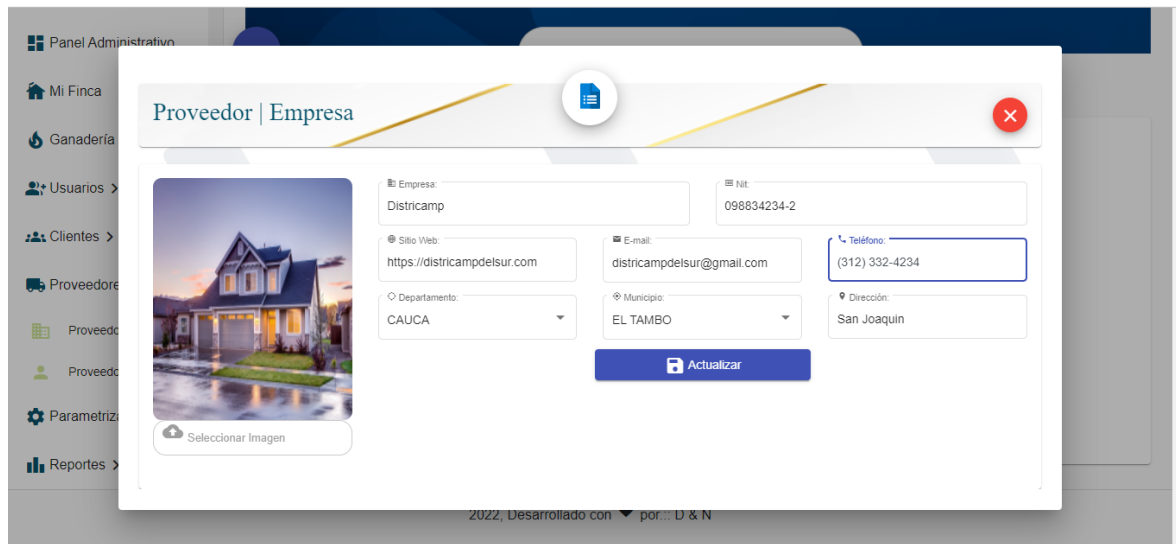 Panel Administrativo
Mi Finca
Ganadería
Usuarios
Clientes
Proveedore
Proveedo
Proveedo
Parametriza
Reportes
Proveedor | Empresa
Empresa:
Districamp
Nit:
098834234-2
Sitio Web:
https://districampdelsur.com
E-mail:
districampdelsur@gmail.com
Teléfono:
(312) 332-4234
Departamento:
CAUCA
Municipio:
EL TAMBO
Dirección:
San Joaquin
Actualizar
Seleccionar Imagen
2022, Desarrollado con por.:: D & N